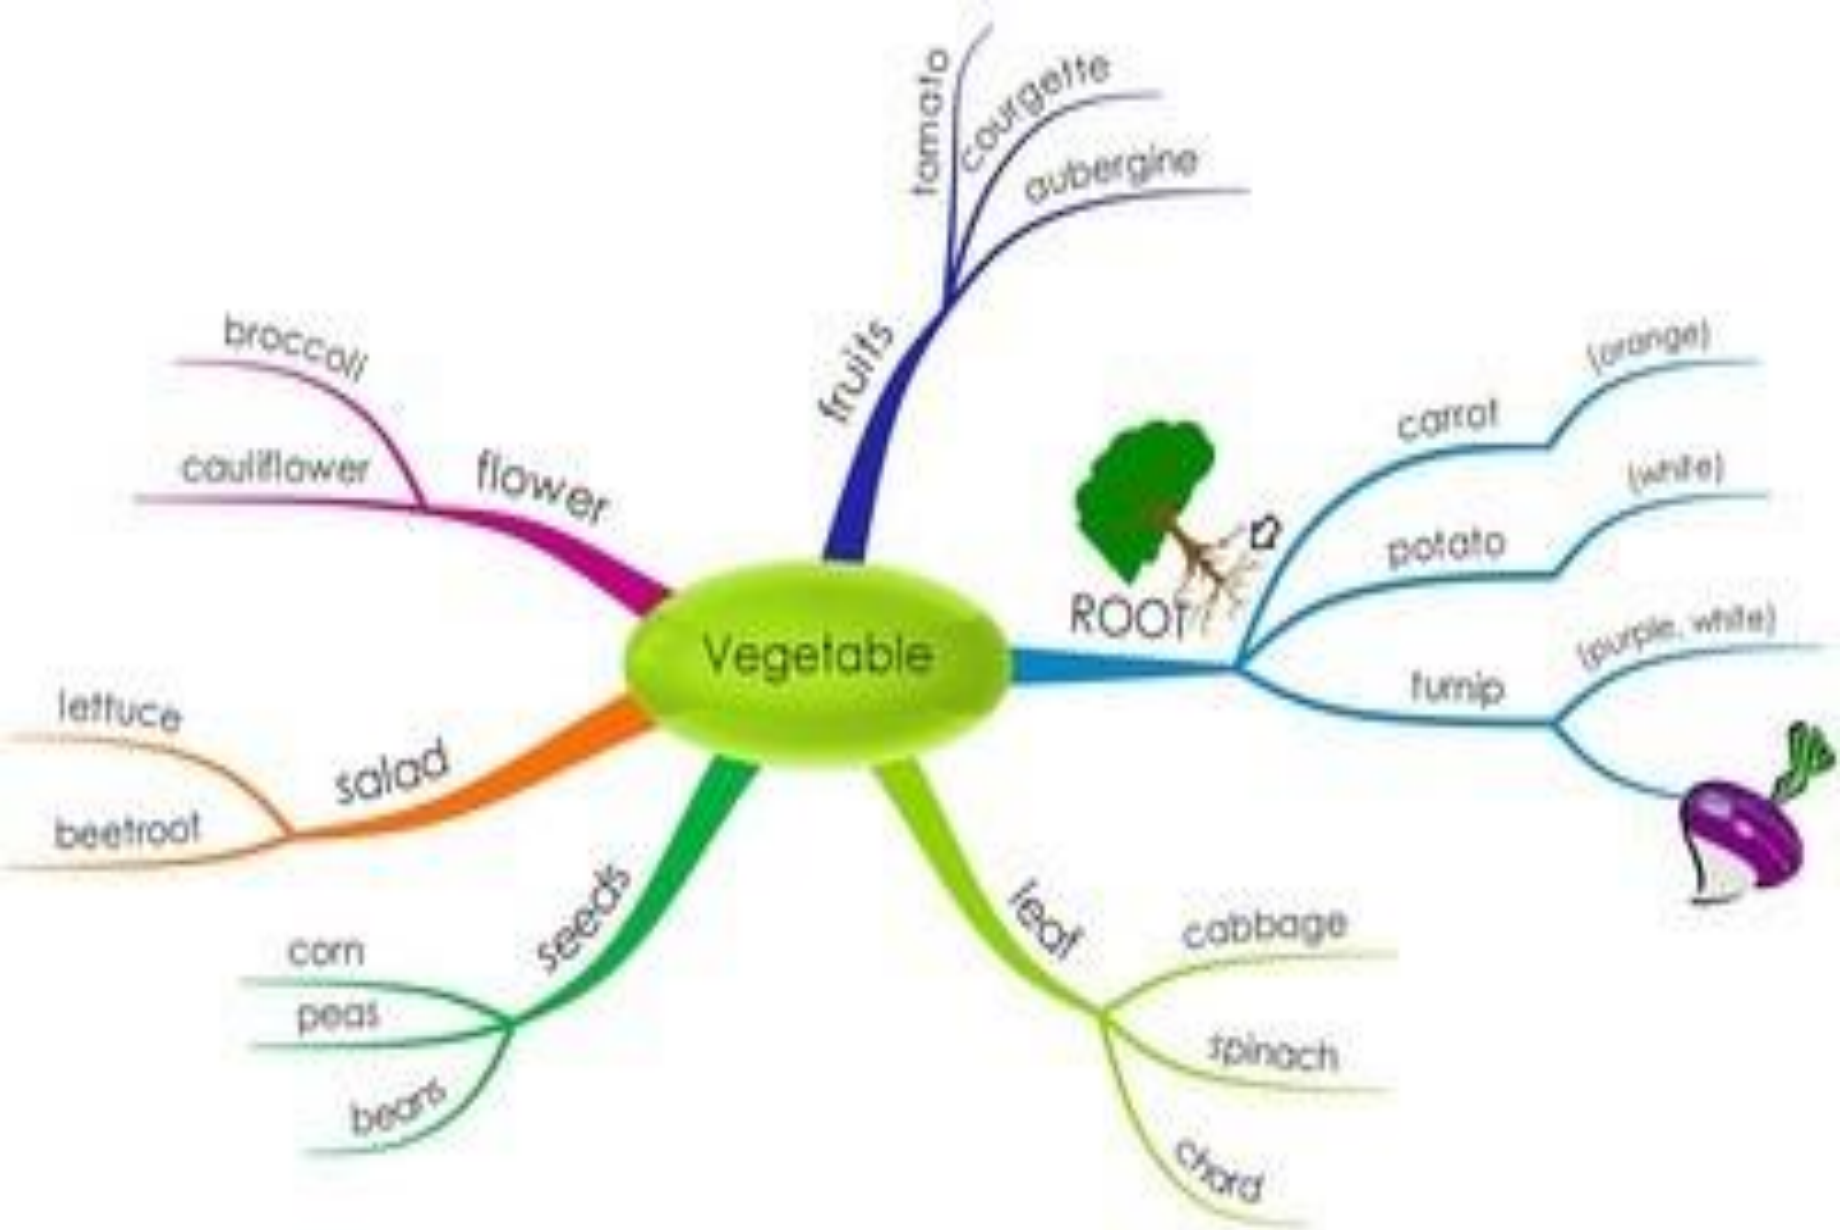 Vegetable
fruits
tomato
courgette
aubergine
ROOT
carrot
(orange)
potato
(white)
turnip
(purple, white)
leaf
cabbage
spinach
chard
seeds
corn
peas
beans
salad
lettuce
beetroot
flower
broccoli
cauliflower